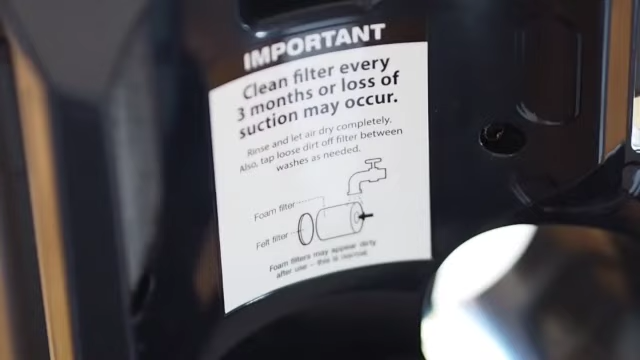 IMPORTANT
Clean filter every
3 months or loss of
suction may occur.
Rinse and let air dry completely.
Also, tap loose dirt off filter between
washes as needed.
Foam filter
Felt filter
Foam filters may appear dirty
after use – this is normal.